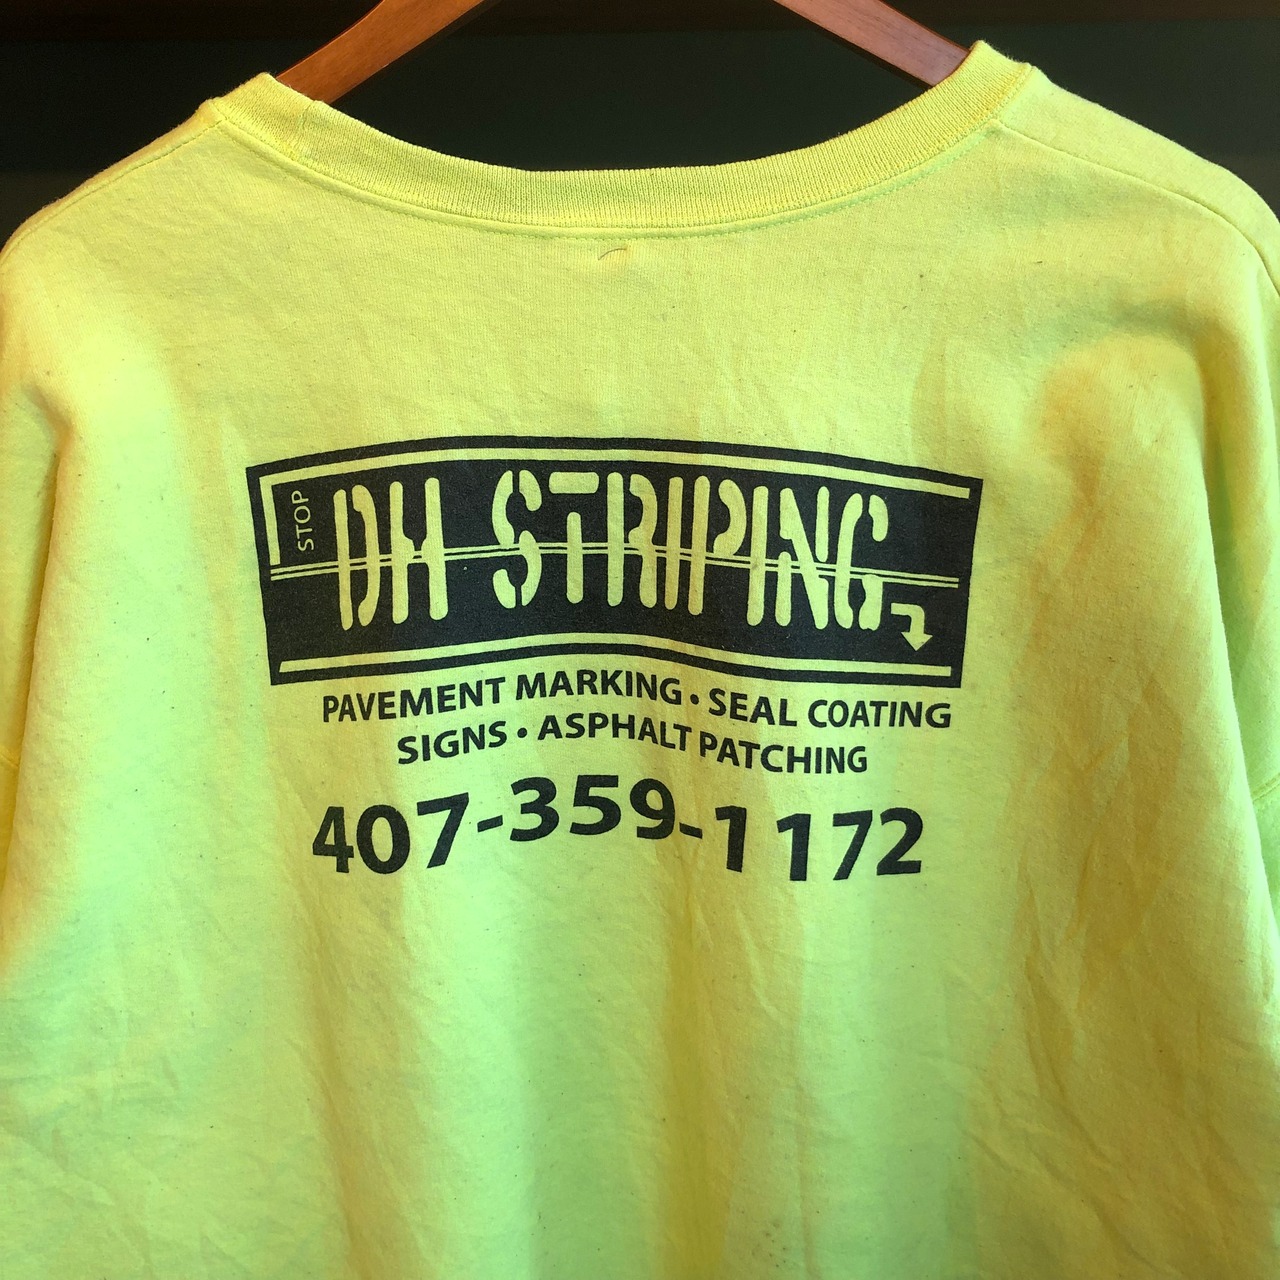 STOP
DH STRIPING
PAVEMENT MARKING • SEAL COATING
SIGNS • ASPHALT PATCHING
407-359-1172